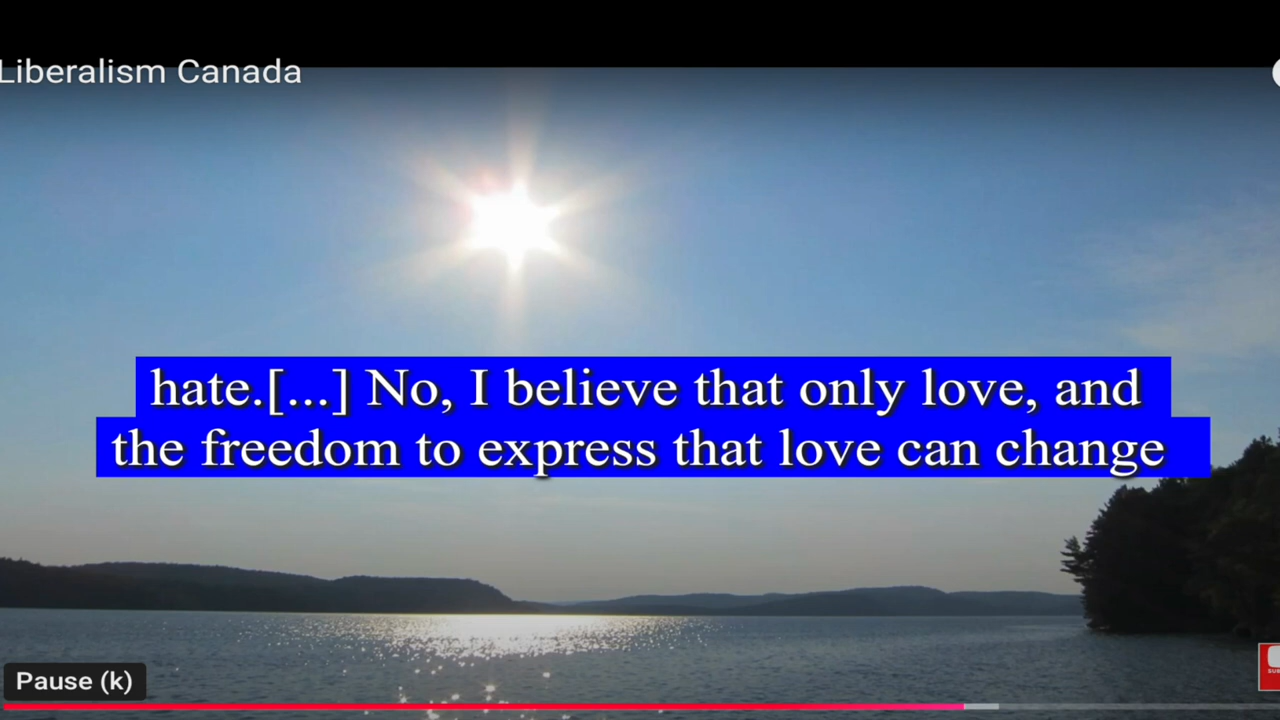 Liberalism Canada
hate.[...] No, I believe that only love, and
the freedom to express that love can change
Pause (k)